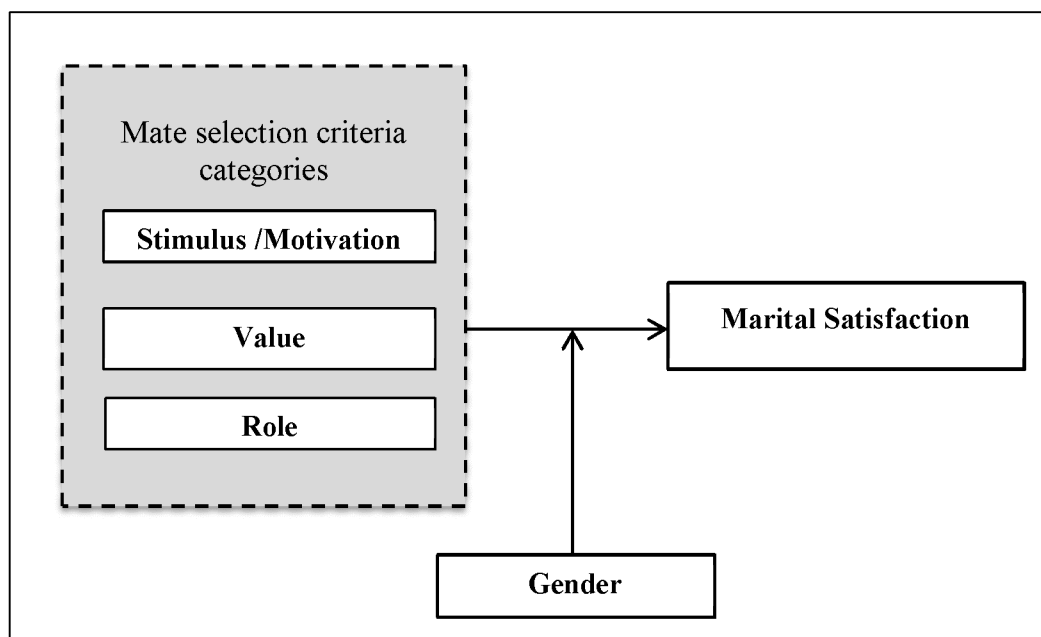 Mate selection criteria
categories
Stimulus /Motivation
Value
Role
Marital Satisfaction
Gender